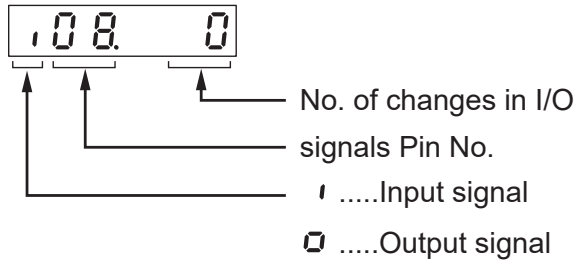 ı08. 0
No. of changes in I/O
signals Pin No.
ı .....Input signal
o .....Output signal